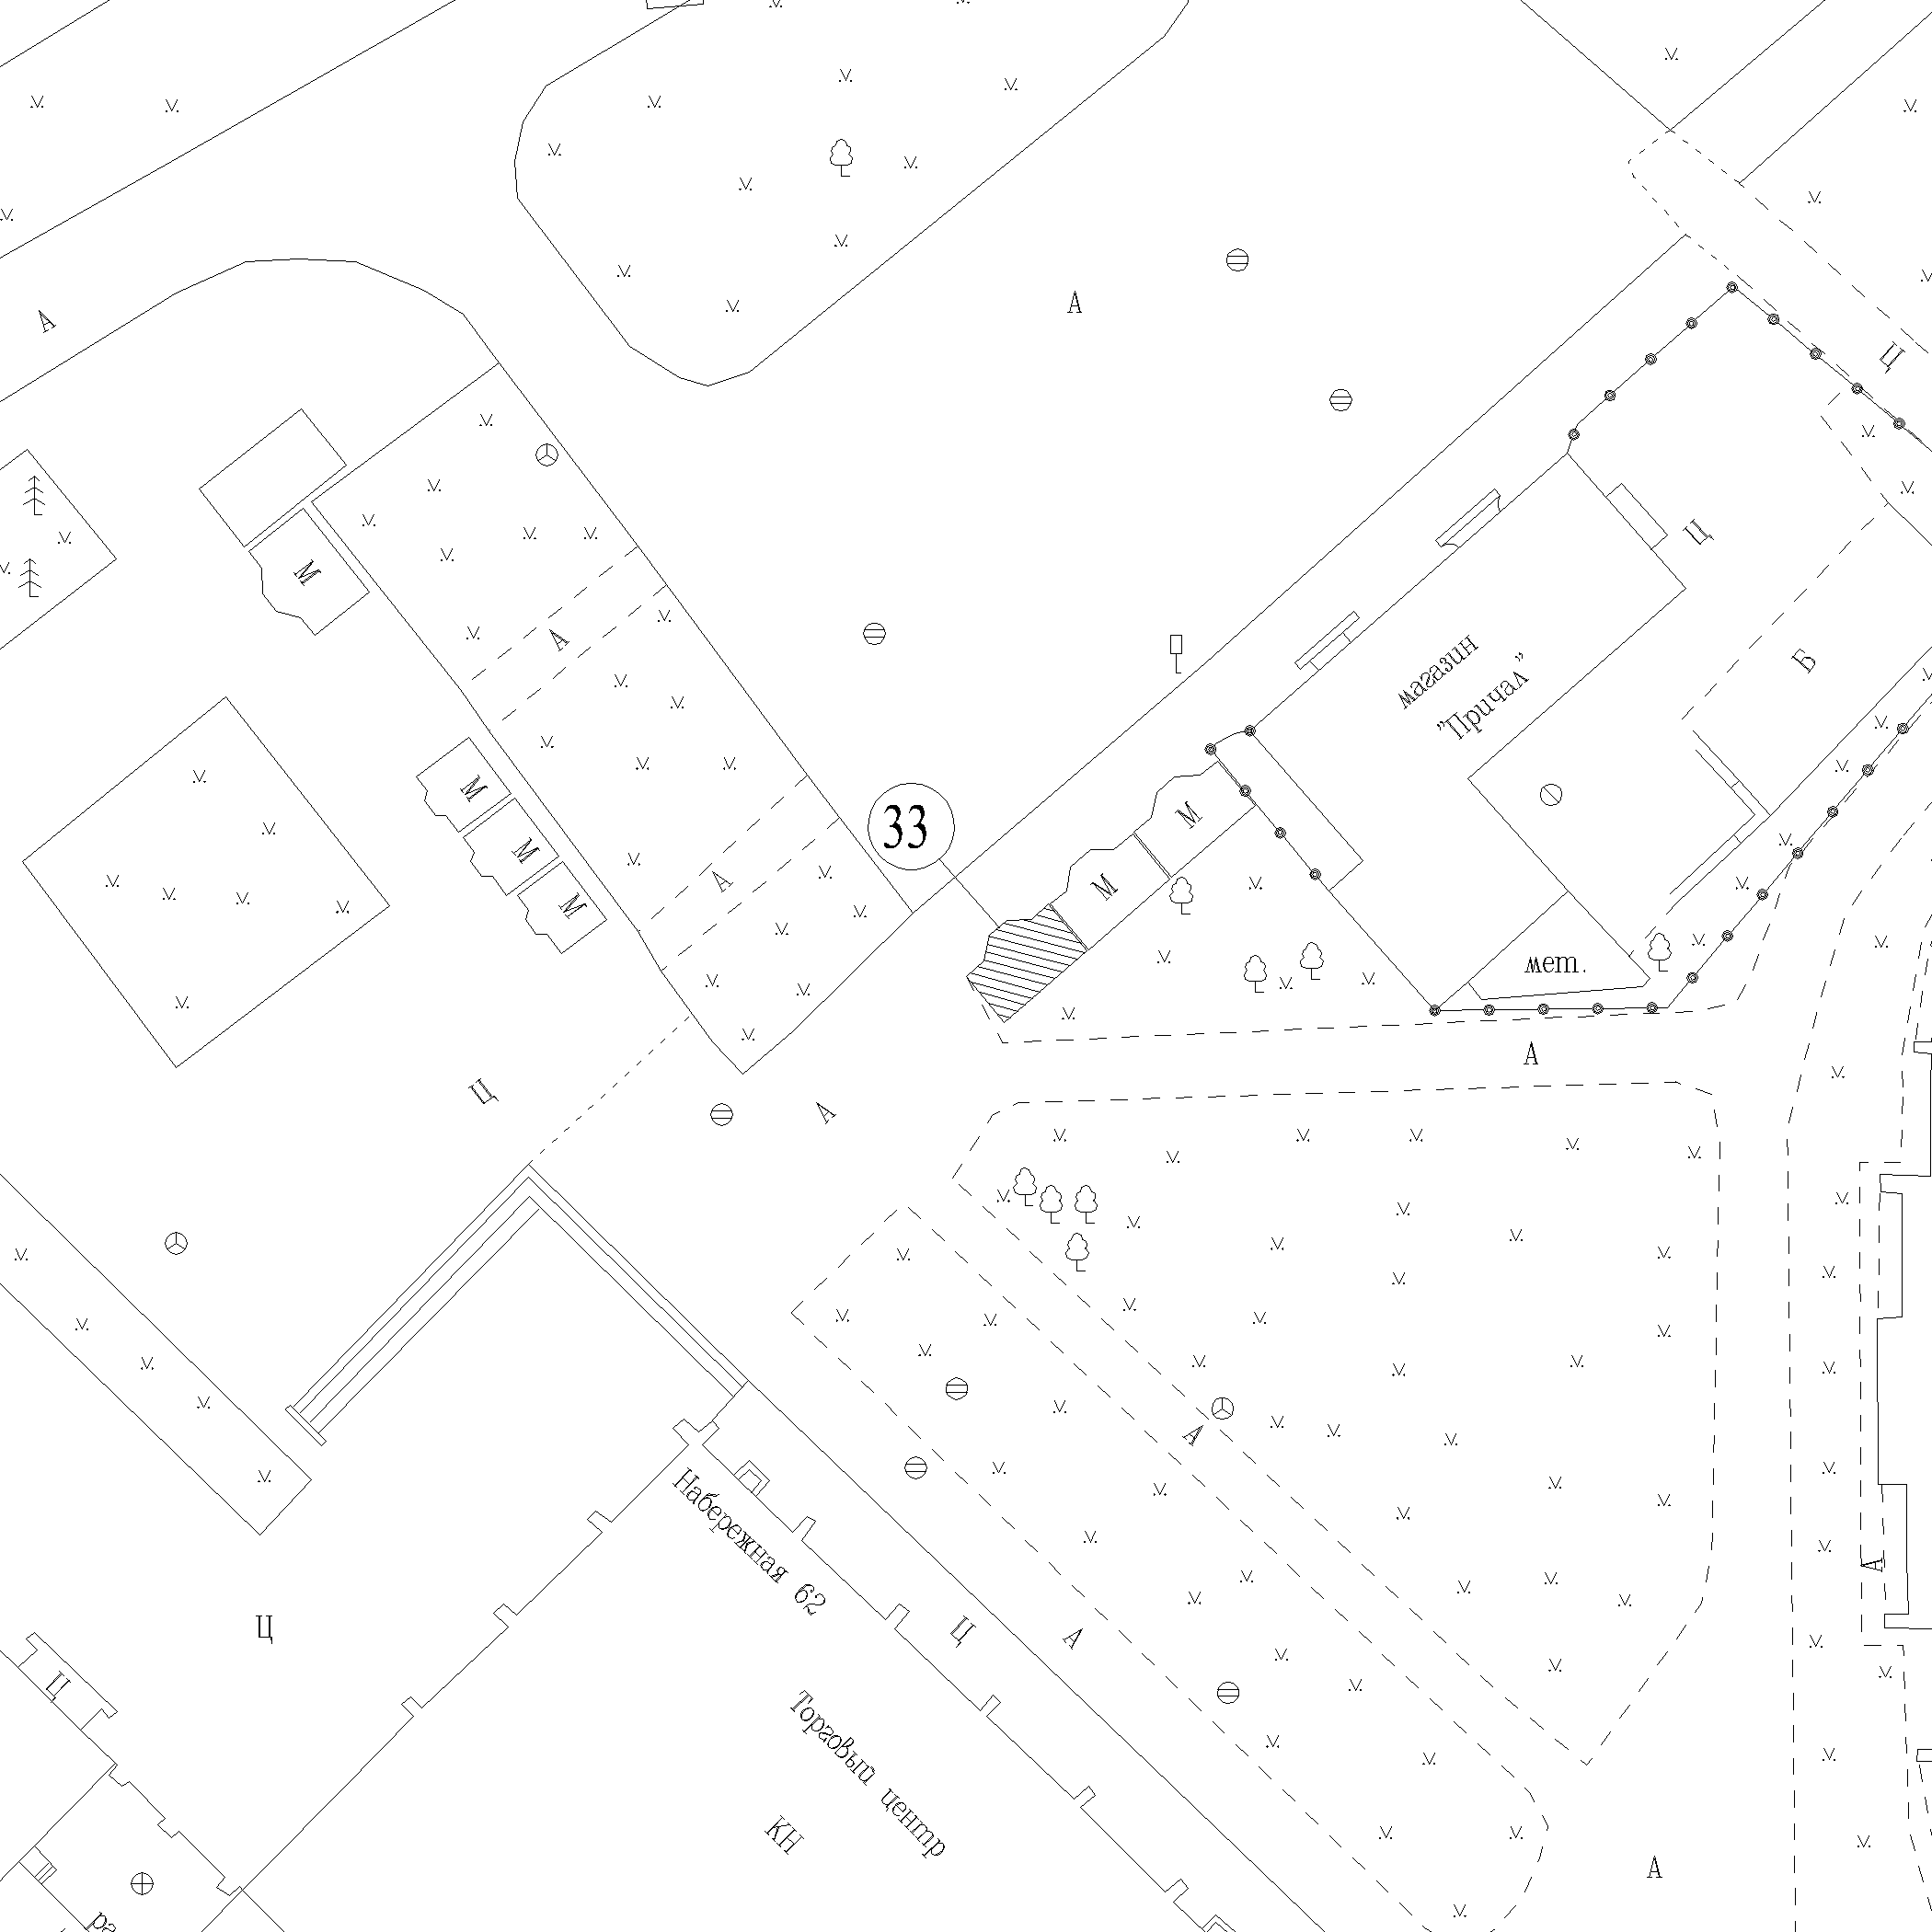 А
А
Ц
М
Ц
А
магазин
"Причал"
Б
М
М
М
А
33
М
М
мет.
А
Ц
А
А
Набережная 62
А
Ц
Ц
А
Ц
Торговый центр
КН
А